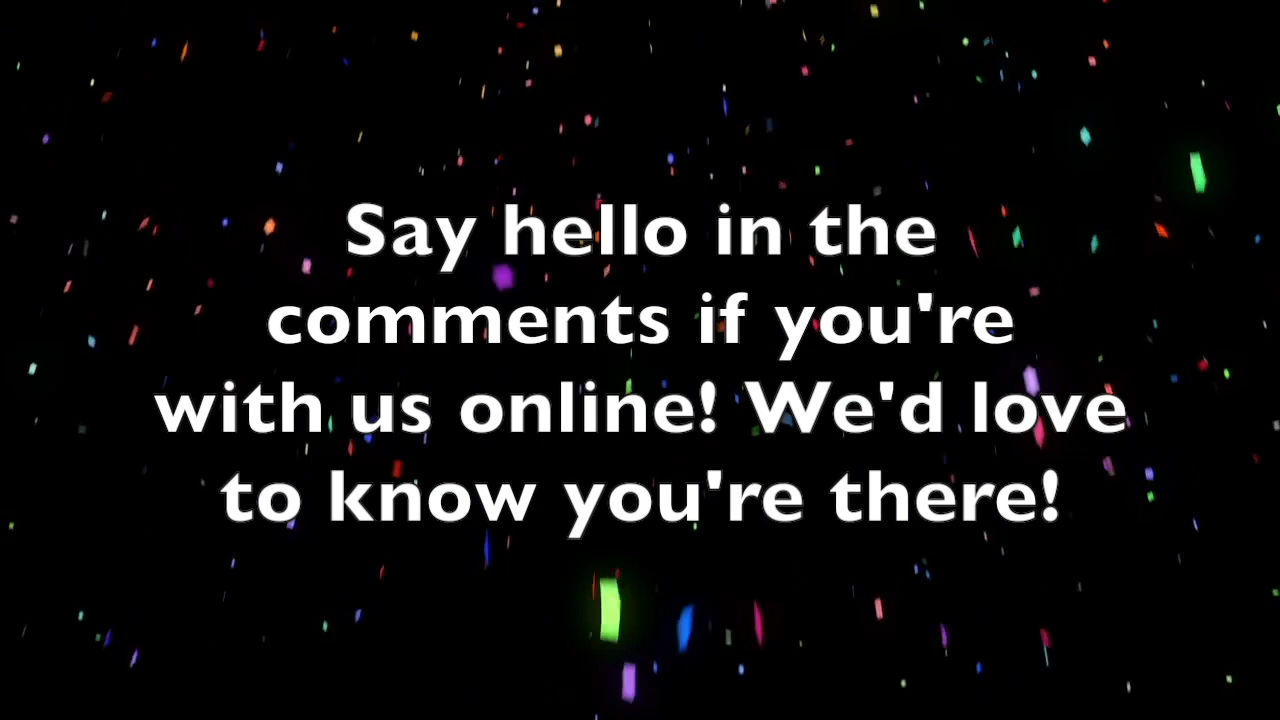 Say hello in the
comments if you're
with us online! We'd love
to know you're there!